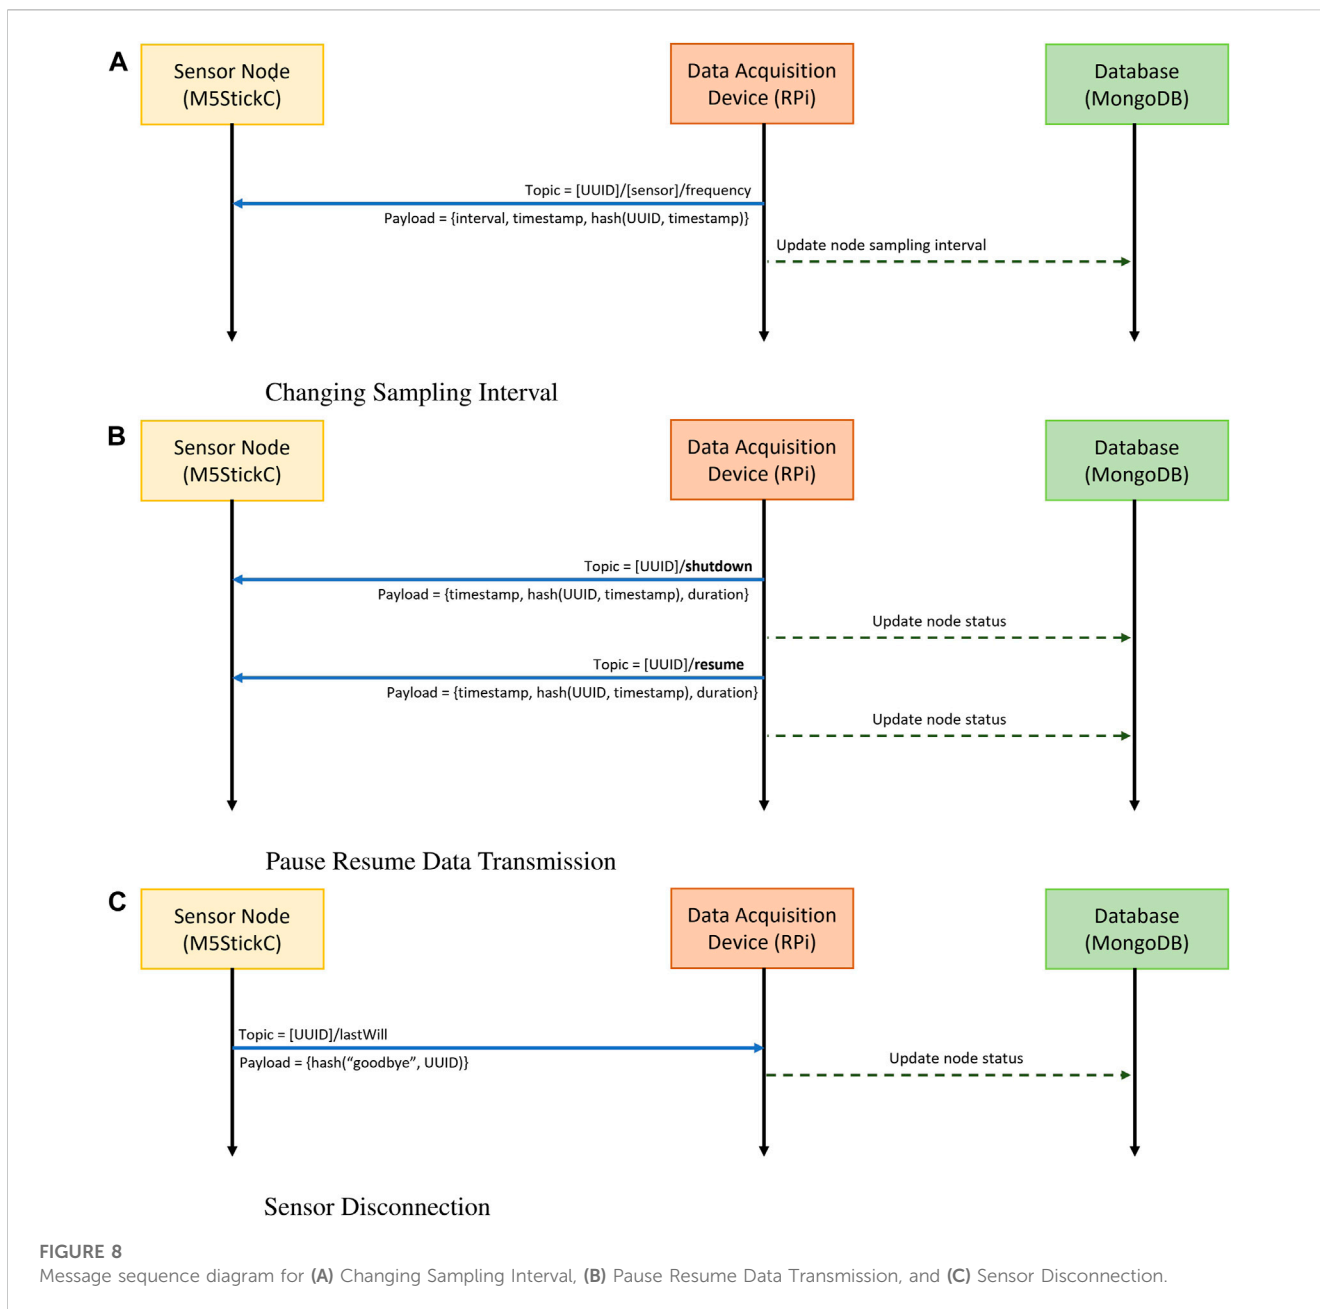 A
Sensor Node
(M5StickC)
Data Acquisition
Device (RPi)
Database
(MongoDB)
Topic = [UUID]/[sensor]/frequency
Payload = {interval, timestamp, hash(UUID, timestamp)}
Update node sampling interval
Changing Sampling Interval
B
Sensor Node
(M5StickC)
Data Acquisition
Device (RPi)
Database
(MongoDB)
Topic = [UUID]/shutdown
Payload = {timestamp, hash(UUID, timestamp), duration}
Update node status
Topic = [UUID]/resume
Payload = {timestamp, hash(UUID, timestamp), duration}
Update node status
Pause Resume Data Transmission
C
Sensor Node
(M5StickC)
Data Acquisition
Device (RPi)
Database
(MongoDB)
Topic = [UUID]/lastWill
Payload = {hash(“goodbye”, UUID)}
Update node status
Sensor Disconnection
FIGURE 8
Message sequence diagram for (A) Changing Sampling Interval, (B) Pause Resume Data Transmission, and (C) Sensor Disconnection.